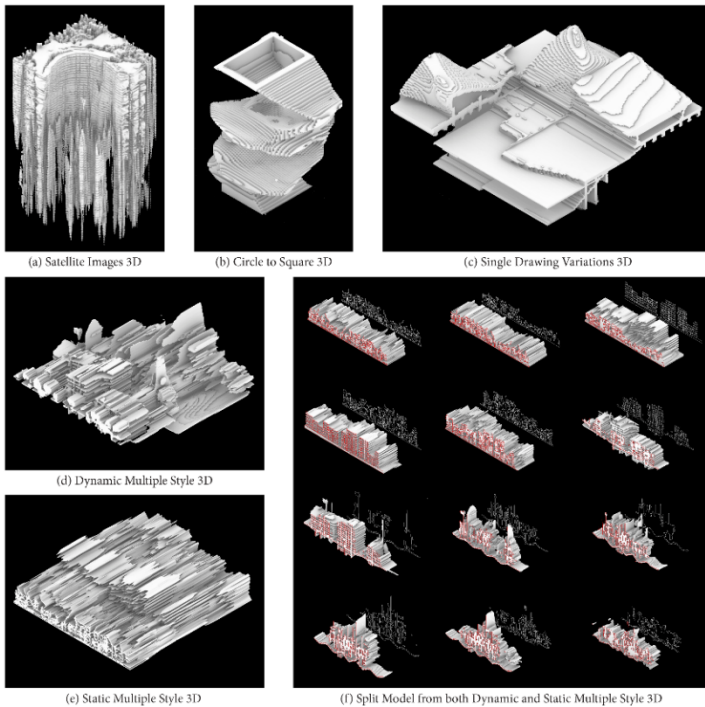 (a) Satellite Images 3D
(b) Circle to Square 3D
(c) Single Drawing Variations 3D
(d) Dynamic Multiple Style 3D
(e) Static Multiple Style 3D
(f) Split Model from both Dynamic and Static Multiple Style 3D